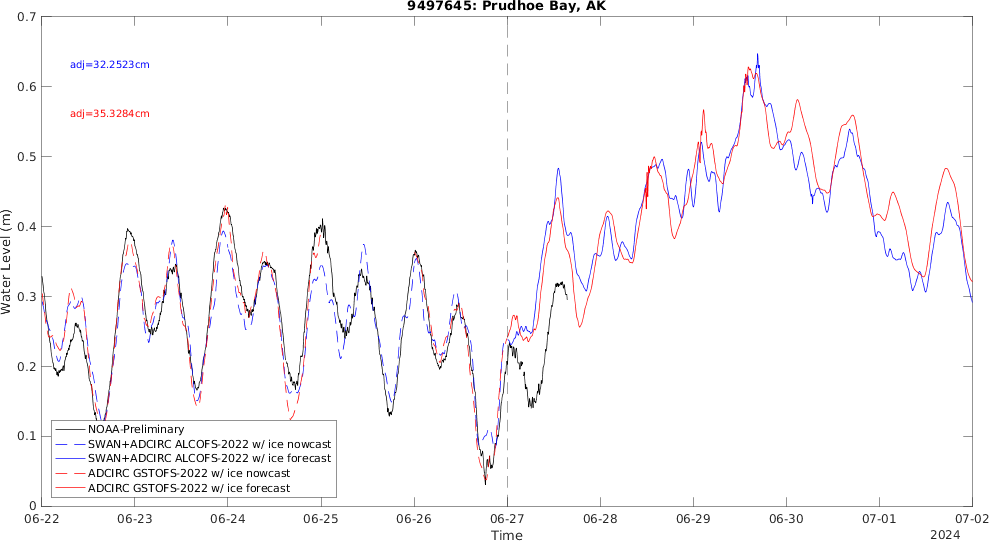 9497645: Prudhoe Bay, AK
0.7
adj=32.2523cm
0.6
adj=35.3284cm
0.5
0.4
Water Level (m)
0.3
0.2
0.1
0
NOAA-Preliminary
SWAN+ADCIRC ALCOFS-2022 w/ ice nowcast
SWAN+ADCIRC ALCOFS-2022 w/ ice forecast
ADCIRC GSTOFS-2022 w/ ice nowcast
ADCIRC GSTOFS-2022 w/ ice forecast
06-22 06-23 06-24 06-25 06-26 06-27 06-28 06-29 06-30 07-01 07-02
Time
2024